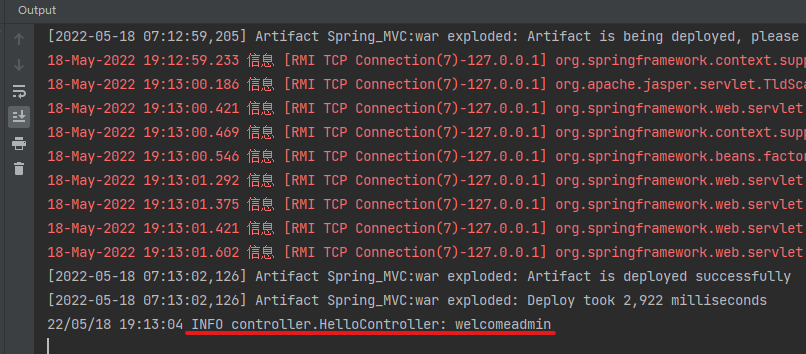 Output
[2022-05-18 07:12:59,205] Artifact Spring_MVC:war exploded: Artifact is being deployed, please
18-May-2022 19:12:59.233 信息 [RMI TCP Connection(7)-127.0.0.1] org.springframework.context.supp
18-May-2022 19:13:00.186 信息 [RMI TCP Connection(7)-127.0.0.1] org.apache.jasper.servlet.TldSca
18-May-2022 19:13:00.421 信息 [RMI TCP Connection(7)-127.0.0.1] org.springframework.web.servlet
18-May-2022 19:13:00.469 信息 [RMI TCP Connection(7)-127.0.0.1] org.springframework.context.supp
18-May-2022 19:13:00.546 信息 [RMI TCP Connection(7)-127.0.0.1] org.springframework.beans.factor
18-May-2022 19:13:01.292 信息 [RMI TCP Connection(7)-127.0.0.1] org.springframework.web.servlet
18-May-2022 19:13:01.375 信息 [RMI TCP Connection(7)-127.0.0.1] org.springframework.web.servlet
18-May-2022 19:13:01.421 信息 [RMI TCP Connection(7)-127.0.0.1] org.springframework.web.servlet
18-May-2022 19:13:01.602 信息 [RMI TCP Connection(7)-127.0.0.1] org.springframework.web.servlet
[2022-05-18 07:13:02,126] Artifact Spring_MVC:war exploded: Artifact is deployed successfully
[2022-05-18 07:13:02,126] Artifact Spring_MVC:war exploded: Deploy took 2,922 milliseconds
22/05/18 19:13:04 INFO controller.HelloController: welcomeadmin